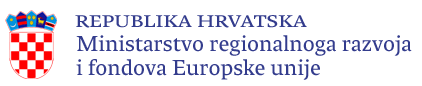 REPUBLIKA HRVATSKA
Ministarstvo regionalnoga razvoja
i fondova Europske unije